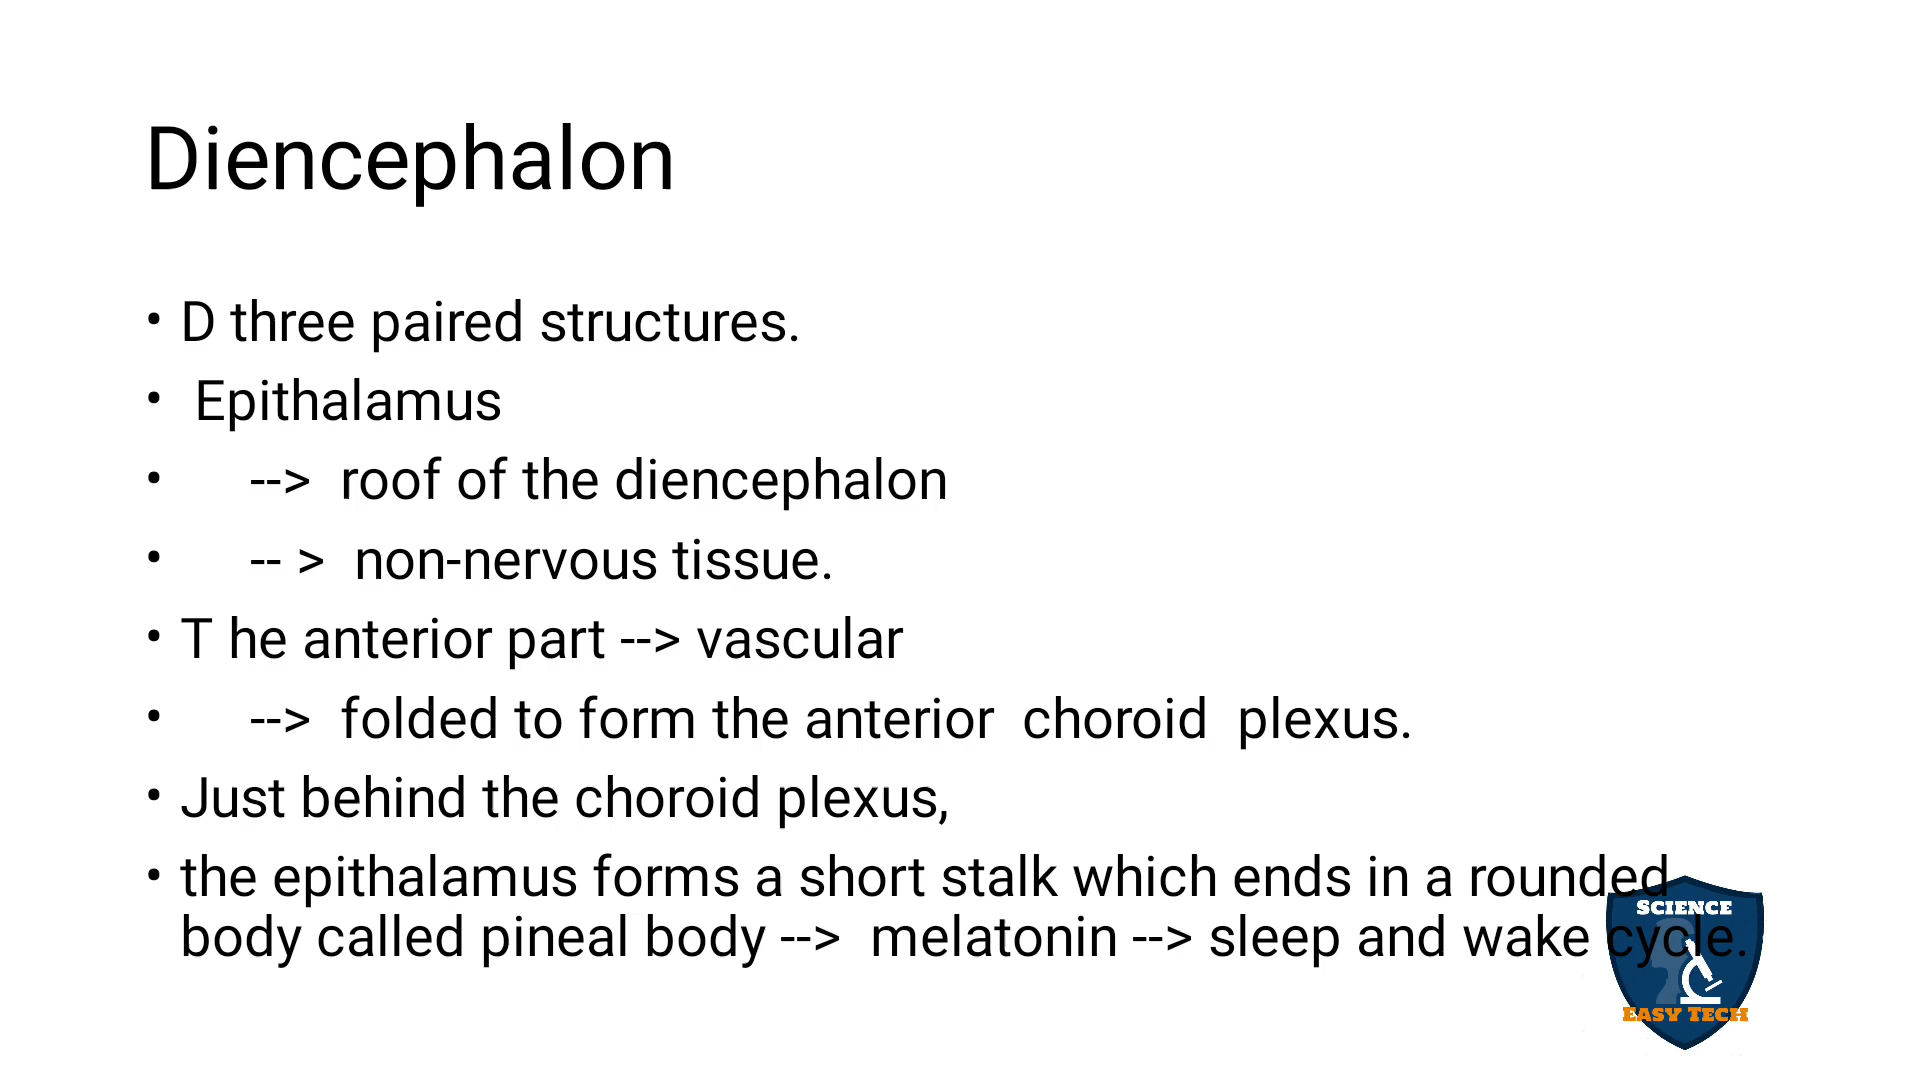 Diencephalon
• D three paired structures.
• Epithalamus
• --> roof of the diencephalon
• -- > non-nervous tissue.
• T he anterior part --> vascular
• --> folded to form the anterior choroid plexus.
• Just behind the choroid plexus,
• the epithalamus forms a short stalk which ends in a rounded
body called pineal body --> melatonin --> sleep and wake cycle.
SCIENCE
EASY TECH